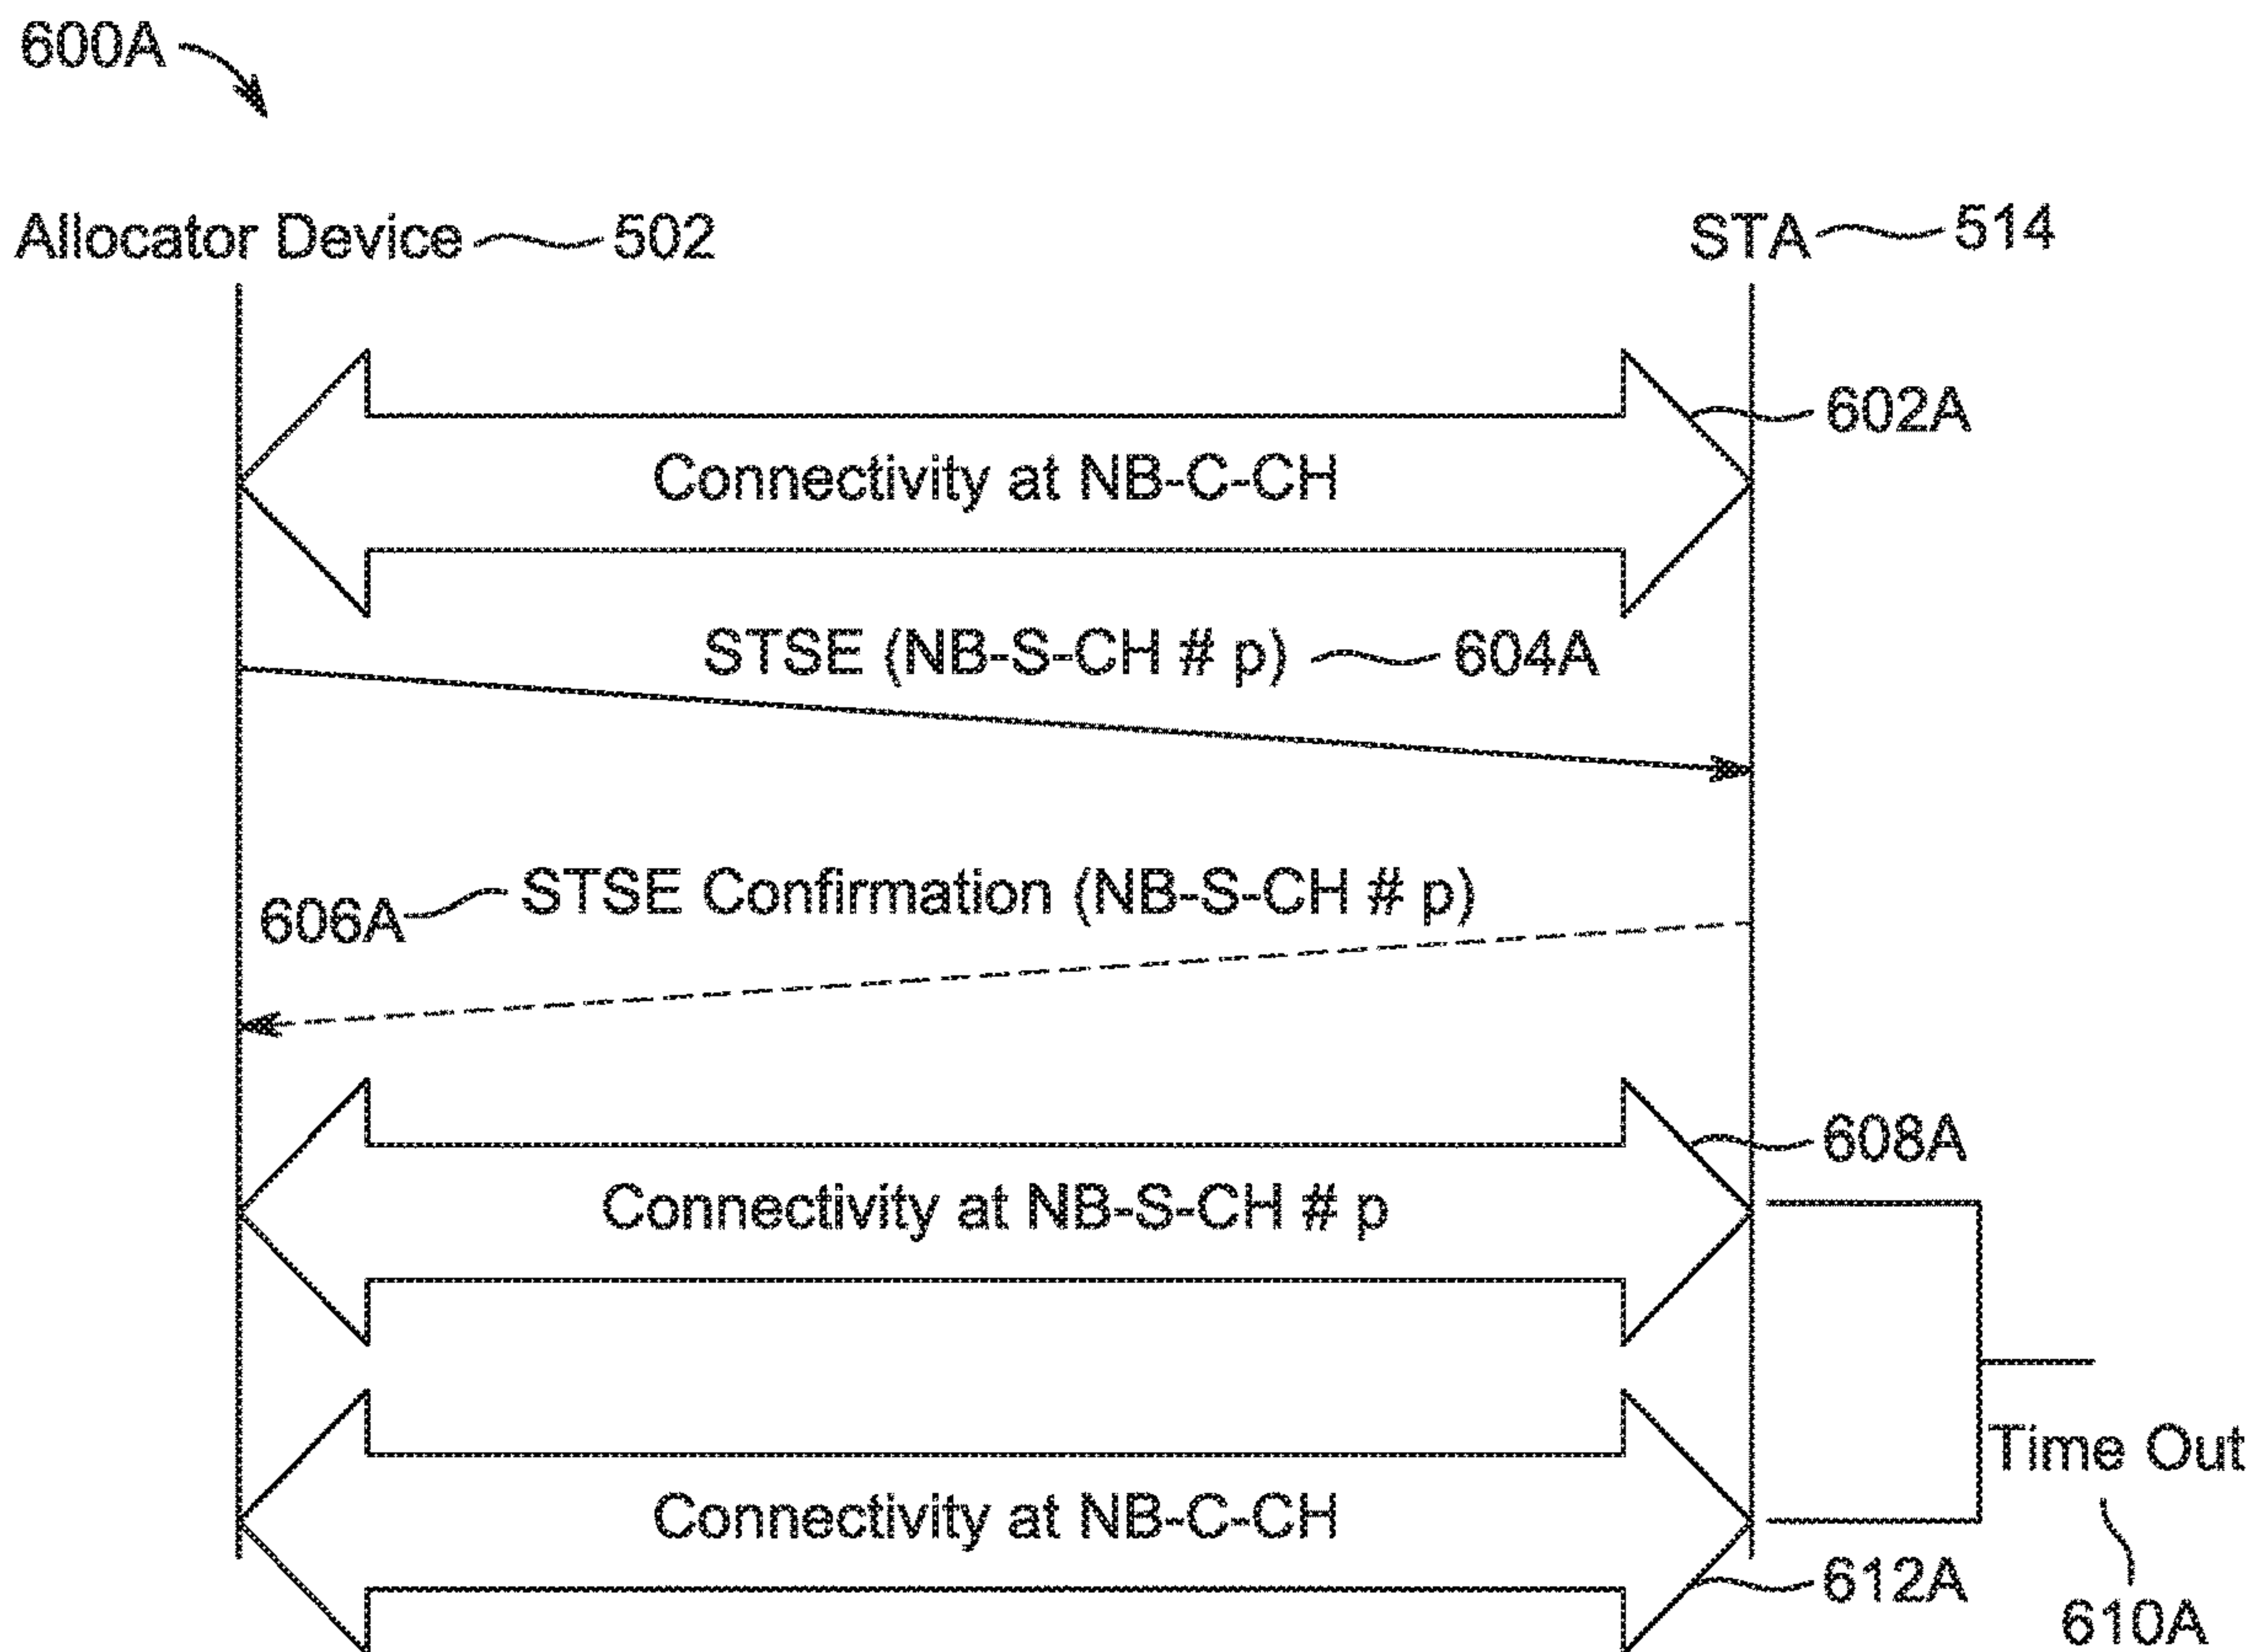 600A
Allocator Device 502
STA 514
602A
Connectivity at NB-C-CH
STSE (NB-S-CH # p) 604A
606A STSE Confirmation (NB-S-CH # p)
608A
Connectivity at NB-S-CH # p
Time Out
Connectivity at NB-C-CH
612A
610A